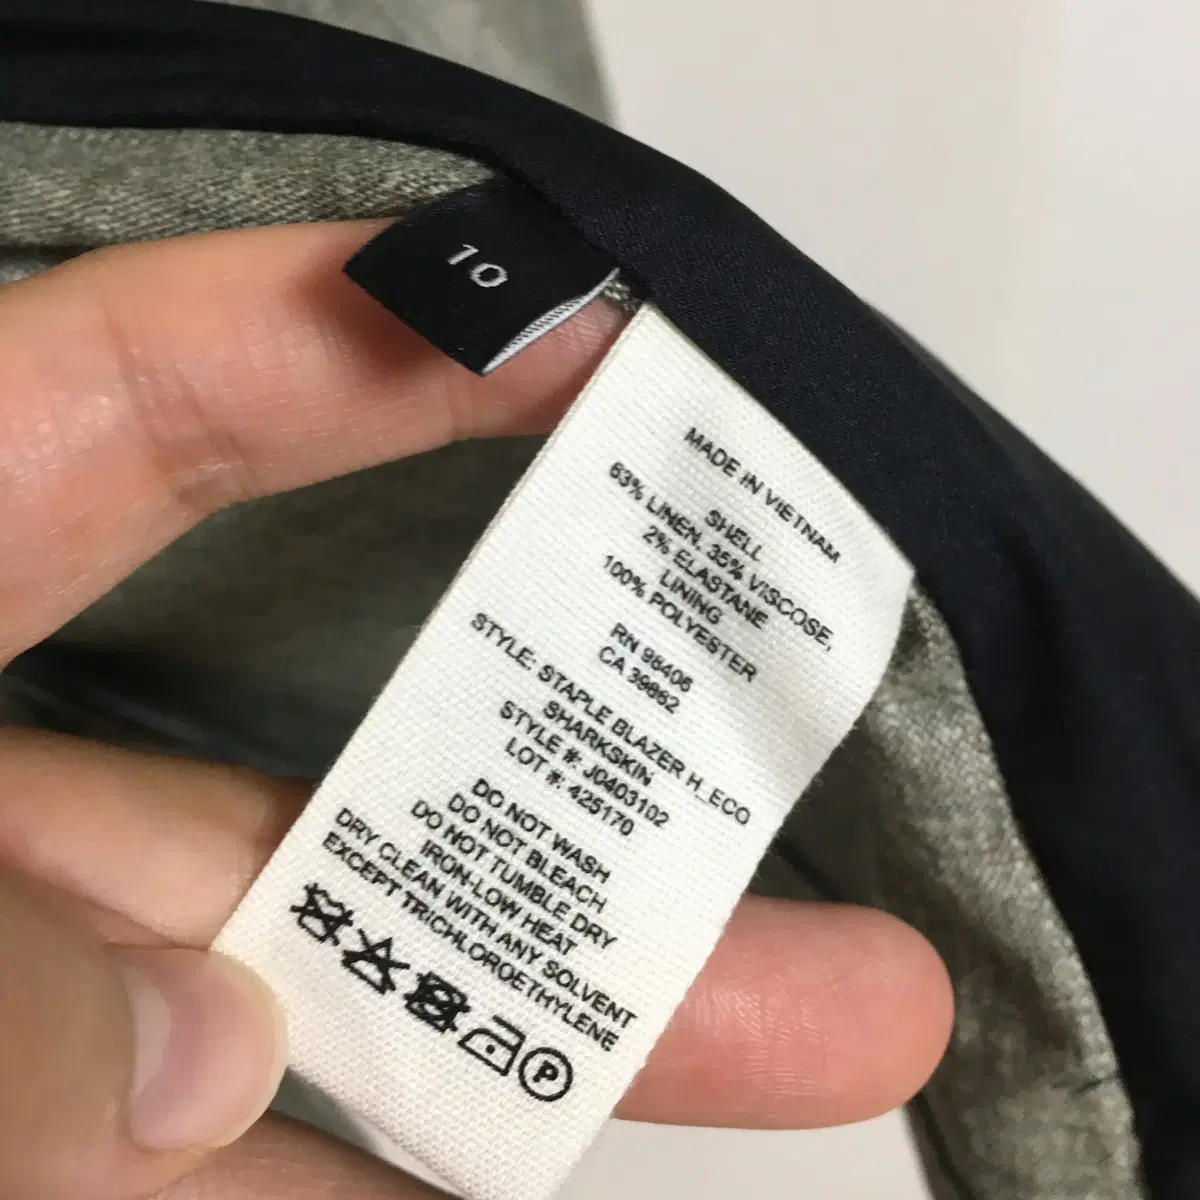 10
MADE IN VIETNAM
SHELL
63% LINEN, 35% VISCOSE,
2% ELASTANE
LINING
100% POLYESTER
RN 98406
CA 39862
STYLE: STAPLE BLAZER H_ECO
SHARKSKIN
STYLE #: J0403102
LOT #: 425170
DO NOT WASH
DO NOT BLEACH
DO NOT TUMBLE DRY
IRON-LOW HEAT
DRY CLEAN WITH ANY SOLVENT
EXCEPT TRICHLOROETHYLENE
P